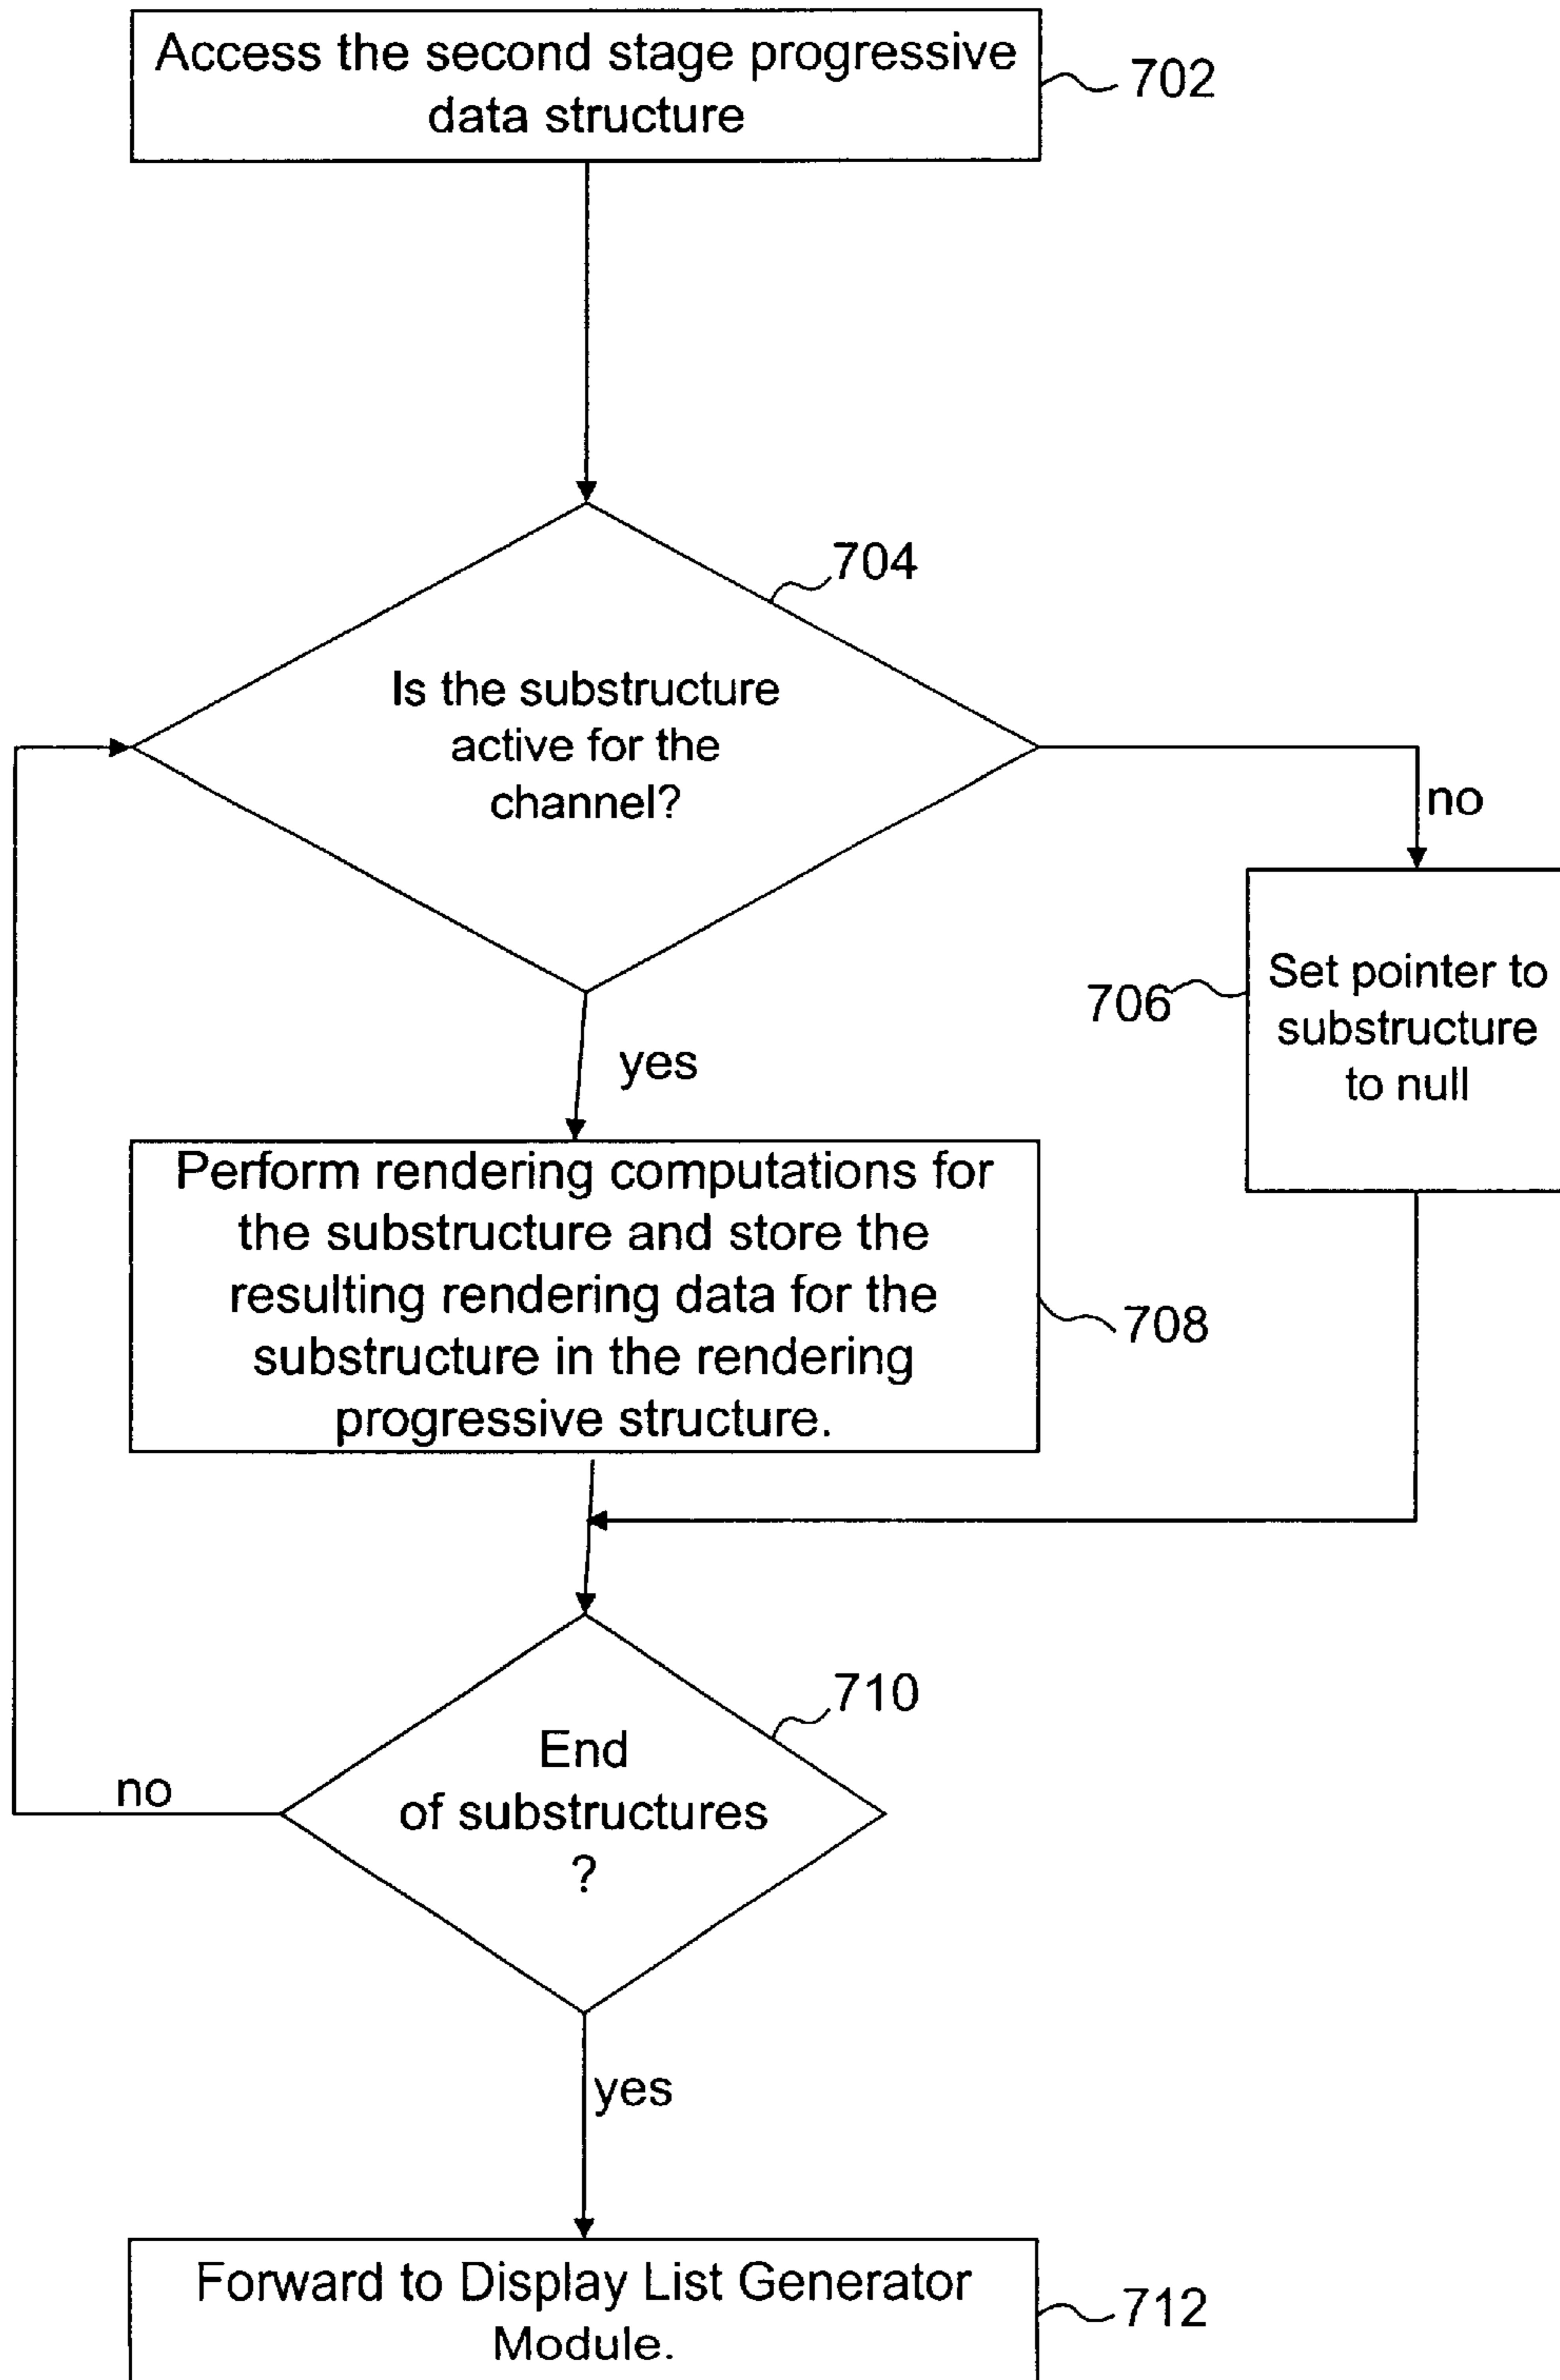 Access the second stage progressive
data structure
702
704
Is the substructure
active for the
channel?
no
706
Set pointer to
substructure
to null
yes
Perform rendering computations for
the substructure and store the
resulting rendering data for the
substructure in the rendering
progressive structure.
708
710
End
of substructures
?
no
yes
Forward to Display List Generator
Module.
712